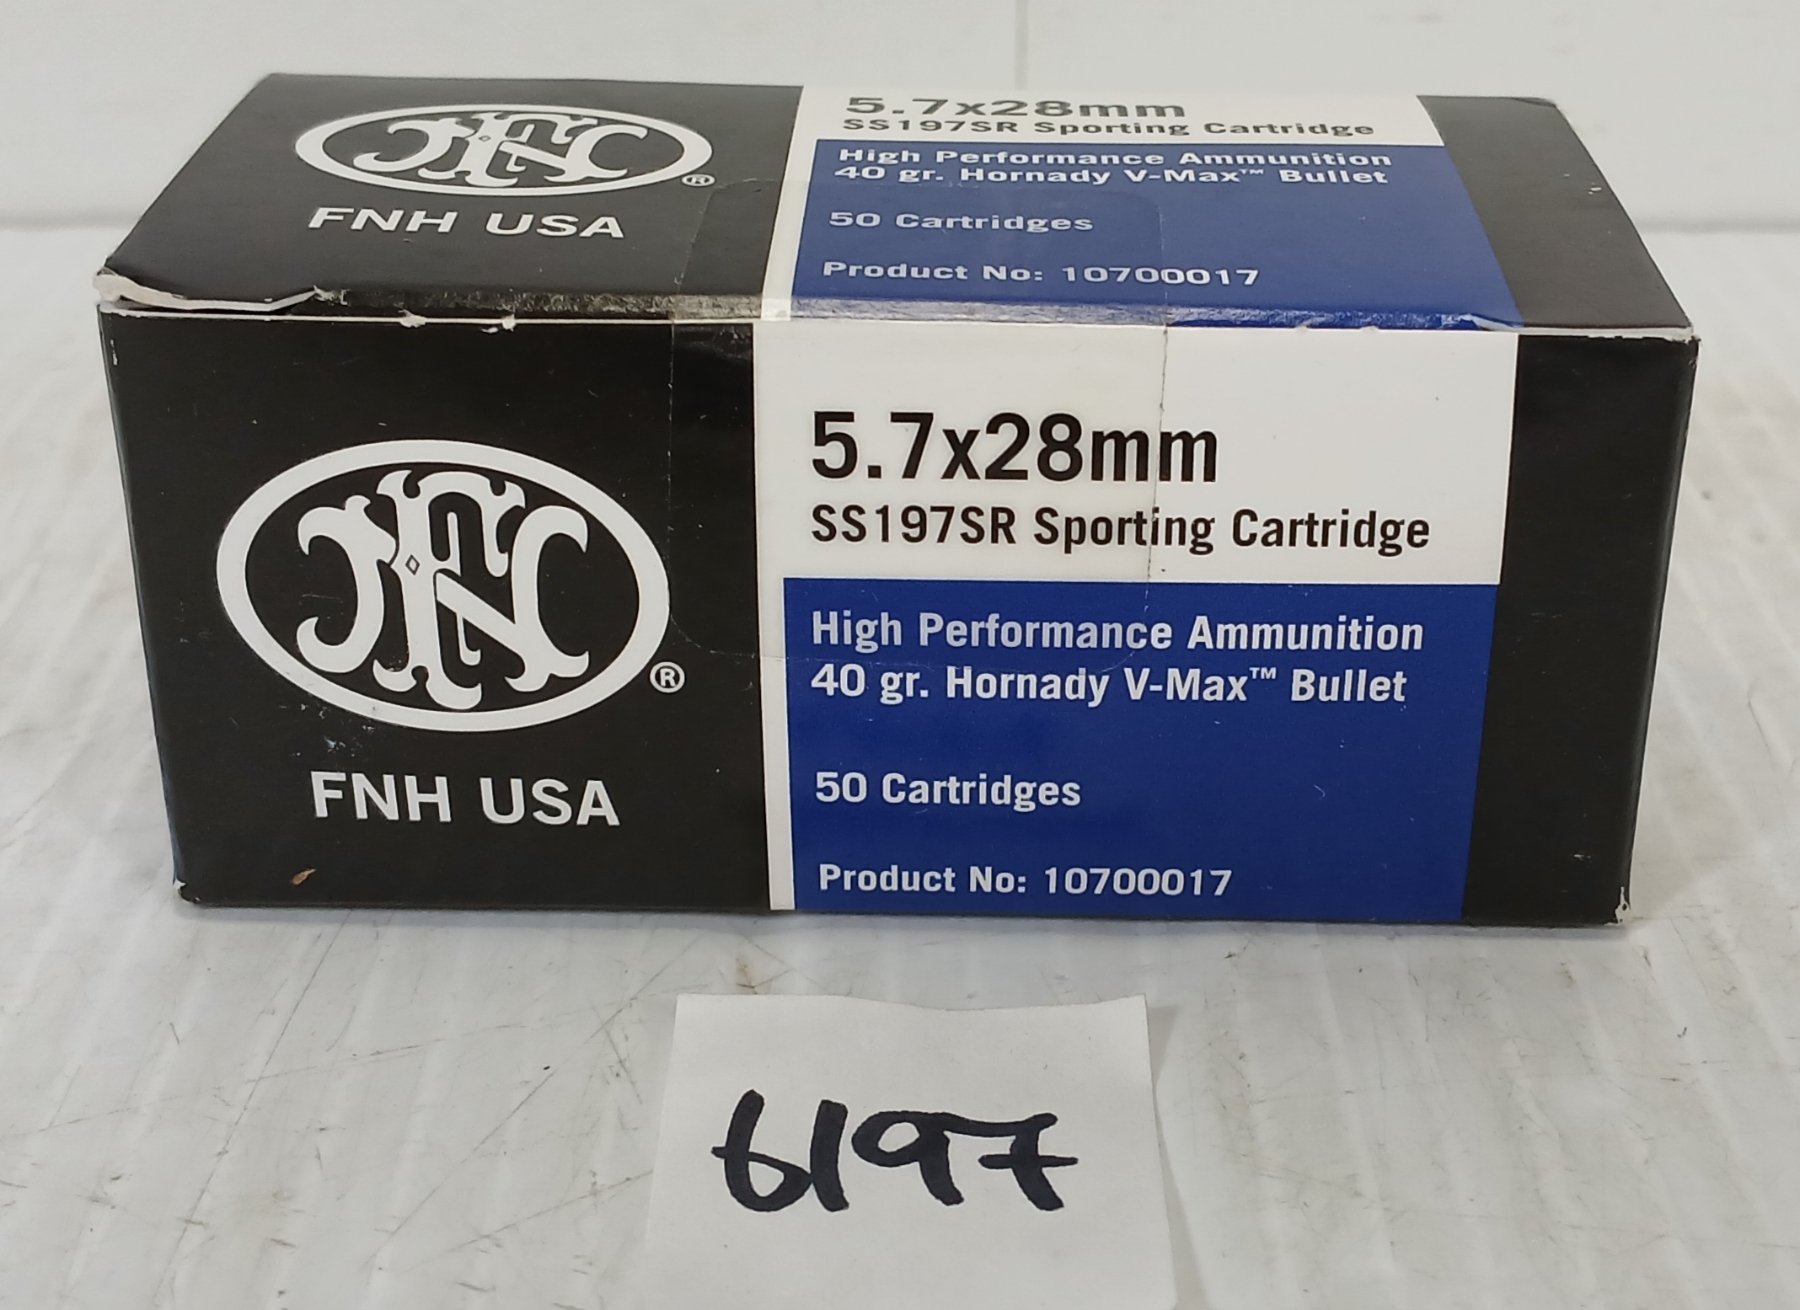 FN®
FNH USA
5.7x28mm
SS197SR Sporting Cartridge
High Performance Ammunition
40 gr. Hornady V-Max™ Bullet
50 Cartridges
Product No: 10700017
FN®
FNH USA
5.7x28mm
SS197SR Sporting Cartridge
High Performance Ammunition
40 gr. Hornady V-Max™ Bullet
50 Cartridges
Product No: 10700017
6197